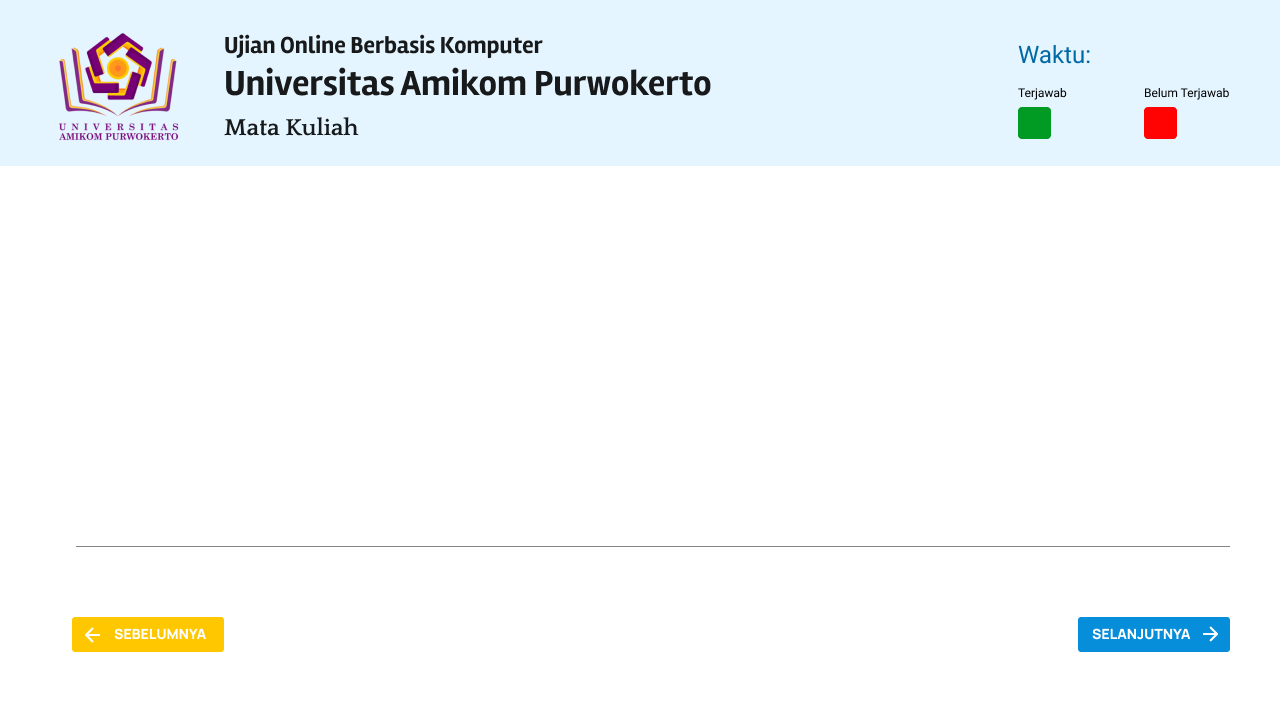 Ujian Online Berbasis Komputer
Universitas Amikom Purwokerto
Mata Kuliah
UNIVERSITAS
AMIKOM PURWOKERTO
Waktu:
Terjawab
Belum Terjawab
SEBELUMNYA
SELANJUTNYA